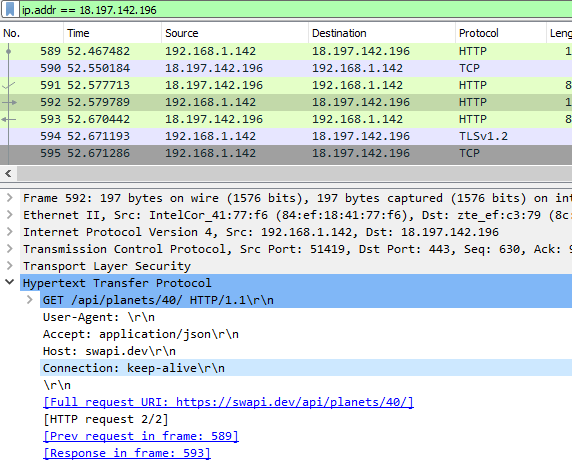 ip.addr == 18.197.142.196
No. Time Source Destination Protocol Leng
589 52.467482 192.168.1.142 18.197.142.196 HTTP 1
590 52.550184 18.197.142.196 192.168.1.142 TCP
591 52.577713 18.197.142.196 192.168.1.142 HTTP 8
592 52.579789 192.168.1.142 18.197.142.196 HTTP 1
593 52.670442 18.197.142.196 192.168.1.142 HTTP 8
594 52.671193 192.168.1.142 18.197.142.196 TLSv1.2
595 52.671286 192.168.1.142 18.197.142.196 TCP
Frame 592: 197 bytes on wire (1576 bits), 197 bytes captured (1576 bits) on int
Ethernet II, Src: IntelCor_41:77:f6 (84:ef:18:41:77:f6), Dst: zte_ef:c3:79 (8c:
Internet Protocol Version 4, Src: 192.168.1.142, Dst: 18.197.142.196
Transmission Control Protocol, Src Port: 51419, Dst Port: 443, Seq: 630, Ack: 9
Transport Layer Security
Hypertext Transfer Protocol
GET /api/planets/40/ HTTP/1.1\r\n
User-Agent: \r\n
Accept: application/json\r\n
Host: swapi.dev\r\n
Connection: keep-alive\r\n
\r\n
[Full request URI: https://swapi.dev/api/planets/40/]
[HTTP request 2/2]
[Prev request in frame: 589]
[Response in frame: 593]